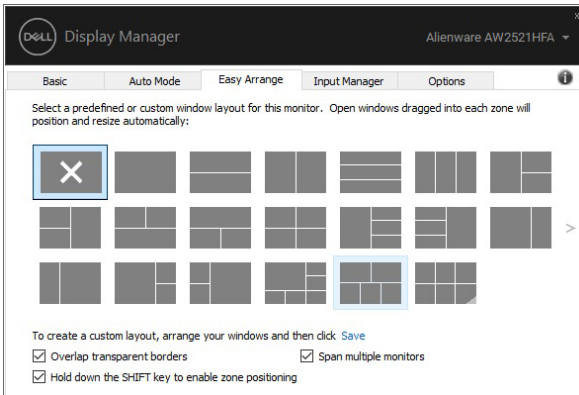 DELL Display Manager
Alienware AW2521HFA
Basic Auto Mode Easy Arrange Input Manager Options
Select a predefined or custom window layout for this monitor. Open windows dragged into each zone will
position and resize automatically:
To create a custom layout, arrange your windows and then click Save
Overlap transparent borders Span multiple monitors
Hold down the SHIFT key to enable zone positioning